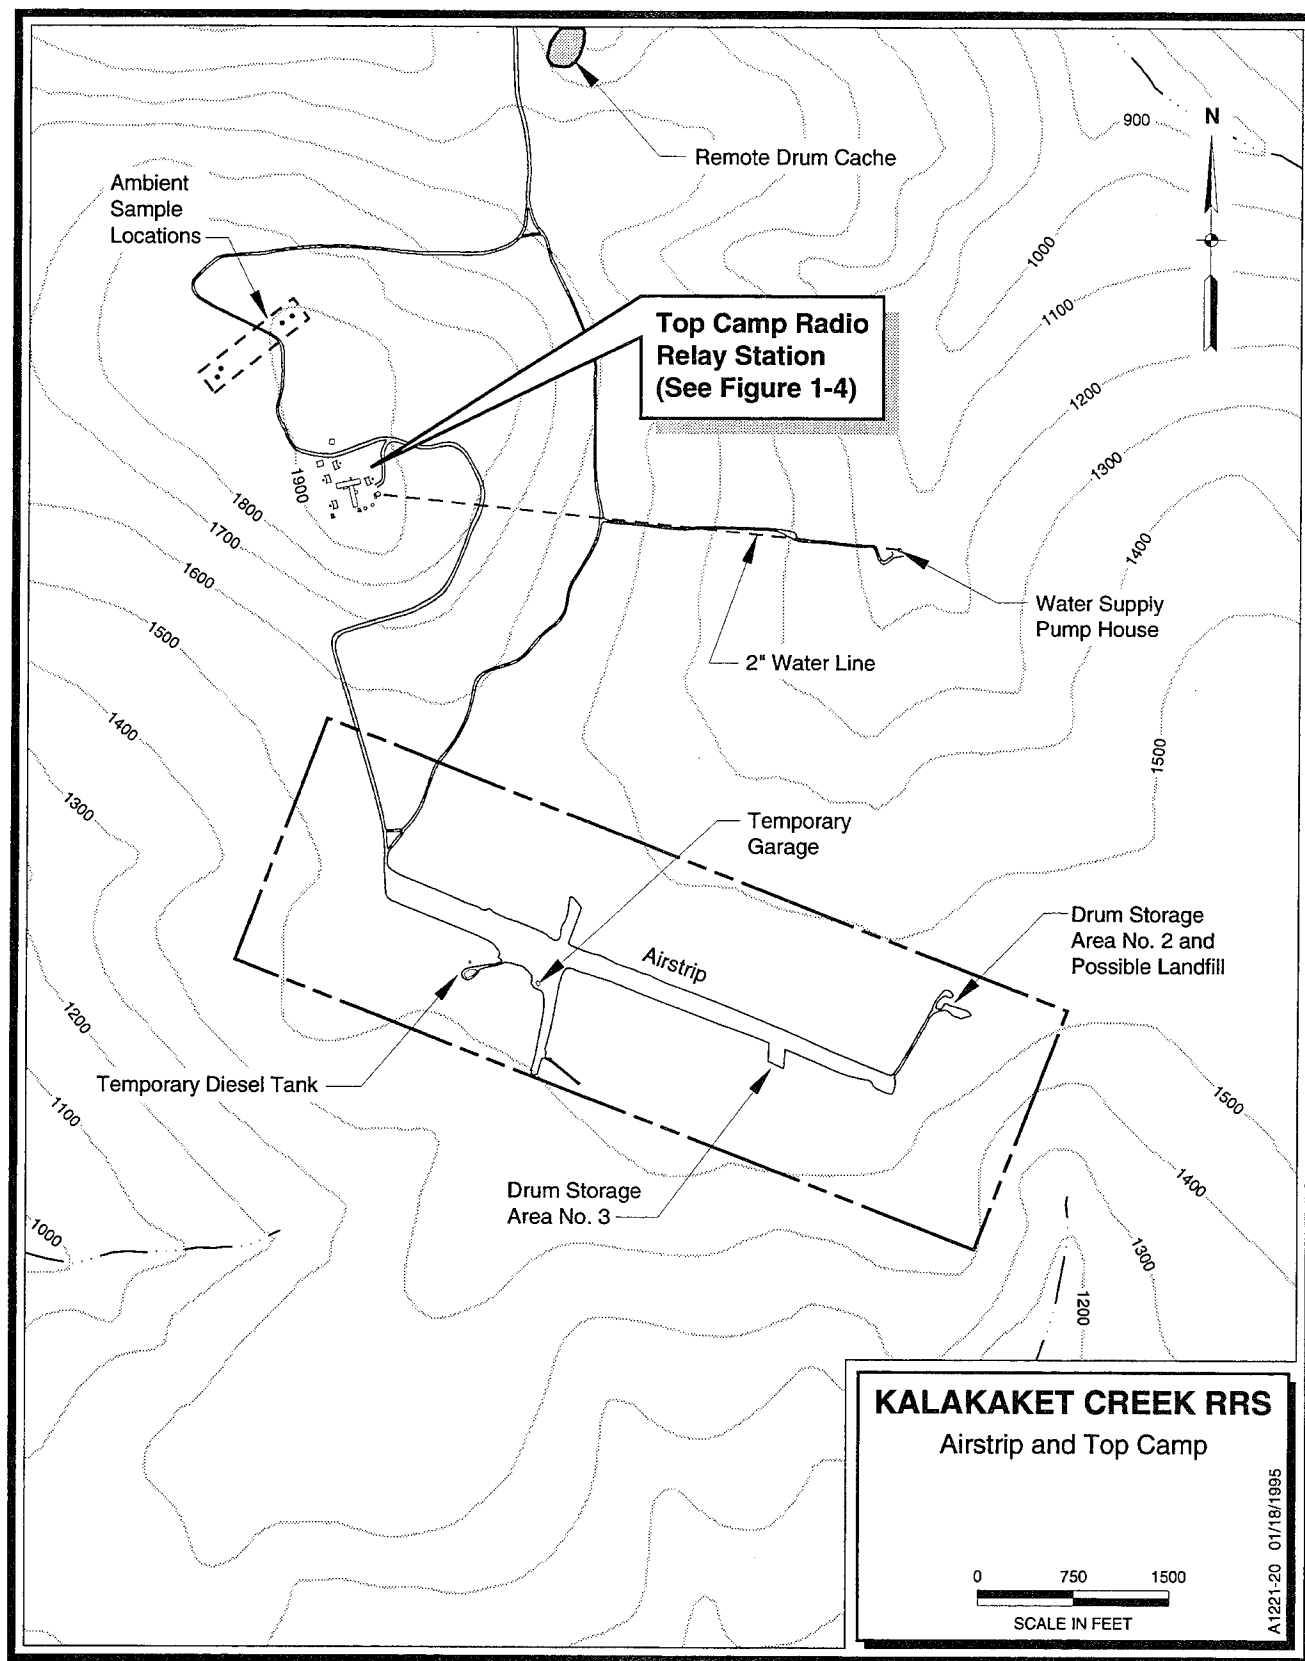 900
N
Remote Drum Cache
Ambient
Sample
Locations
1000
1100
Top Camp Radio
Relay Station
(See Figure 1-4)
1200
1300
1900
1800
1700
1600
1500
1400
1400
1300
Water Supply
Pump House
2" Water Line
1500
Temporary
Garage
Drum Storage
Area No. 2 and
Possible Landfill
Airstrip
1200
1100
1000
Temporary Diesel Tank
1500
1400
1300
1200
Drum Storage
Area No. 3
KALAKAKET CREEK RRS
Airstrip and Top Camp
0 750 1500
SCALE IN FEET
A1221-20 01/18/1995